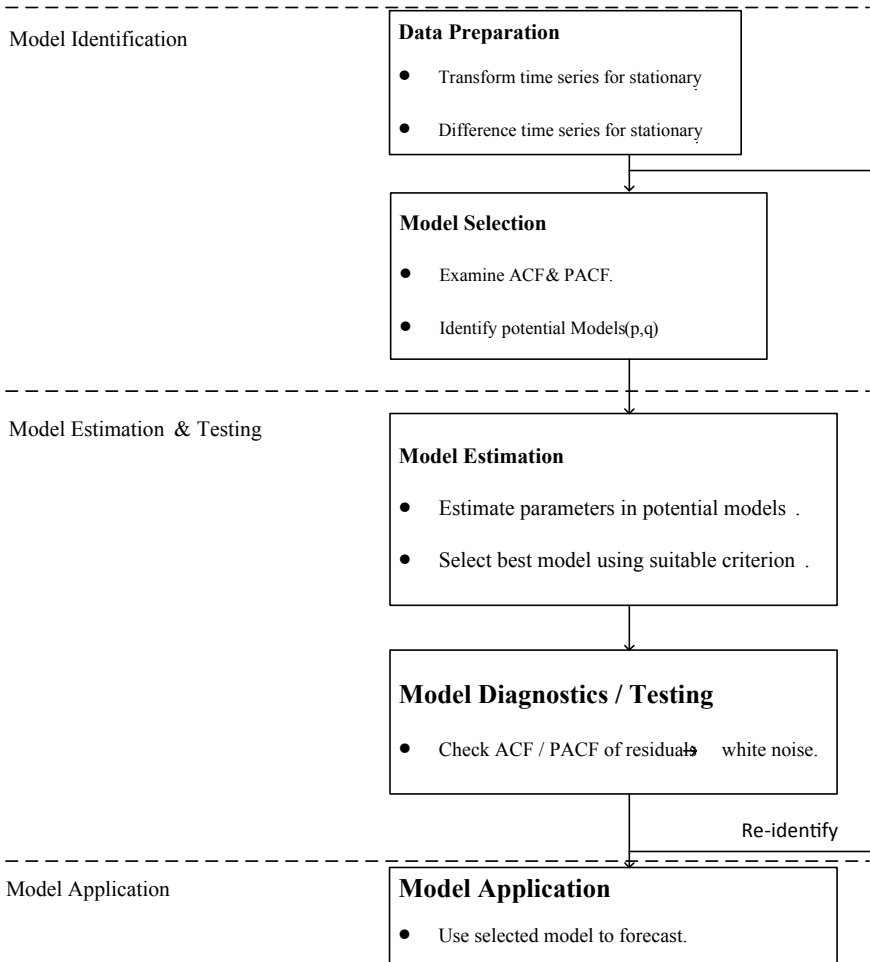 Model Identification
Data Preparation
● Transform time series for stationary.
● Difference time series for stationary.
Model Selection
● Examine ACF& PACF.
● Identify potential Models(p,q)
Model Estimation & Testing
Model Estimation
● Estimate parameters in potential models .
● Select best model using suitable criterion .
Model Diagnostics / Testing
● Check ACF / PACF of residuals→ white noise.
Re-identify
Model Application
Model Application
● Use selected model to forecast.